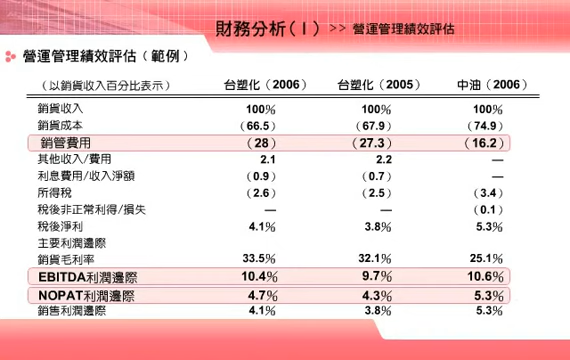 財務分析(I) >> 營運管理績效評估
營運管理績效評估(範例)
(以銷貨收入百分比表示) 台塑化(2006) 台塑化(2005) 中油(2006)
銷貨收入 100% 100% 100%
銷貨成本 (66.5) (67.9) (74.9)
銷管費用 (28) (27.3) (16.2)
其他收入/費用 2.1 2.2 —
利息費用/收入淨額 (0.9) (0.7) —
所得稅 (2.6) (2.5) (3.4)
稅後非正常利得/損失 — — (0.1)
稅後淨利 4.1% 3.8% 5.3%
主要利潤邊際
銷貨毛利率 33.5% 32.1% 25.1%
EBITDA利潤邊際 10.4% 9.7% 10.6%
NOPAT利潤邊際 4.7% 4.3% 5.3%
銷售利潤邊際 4.1% 3.8% 5.3%